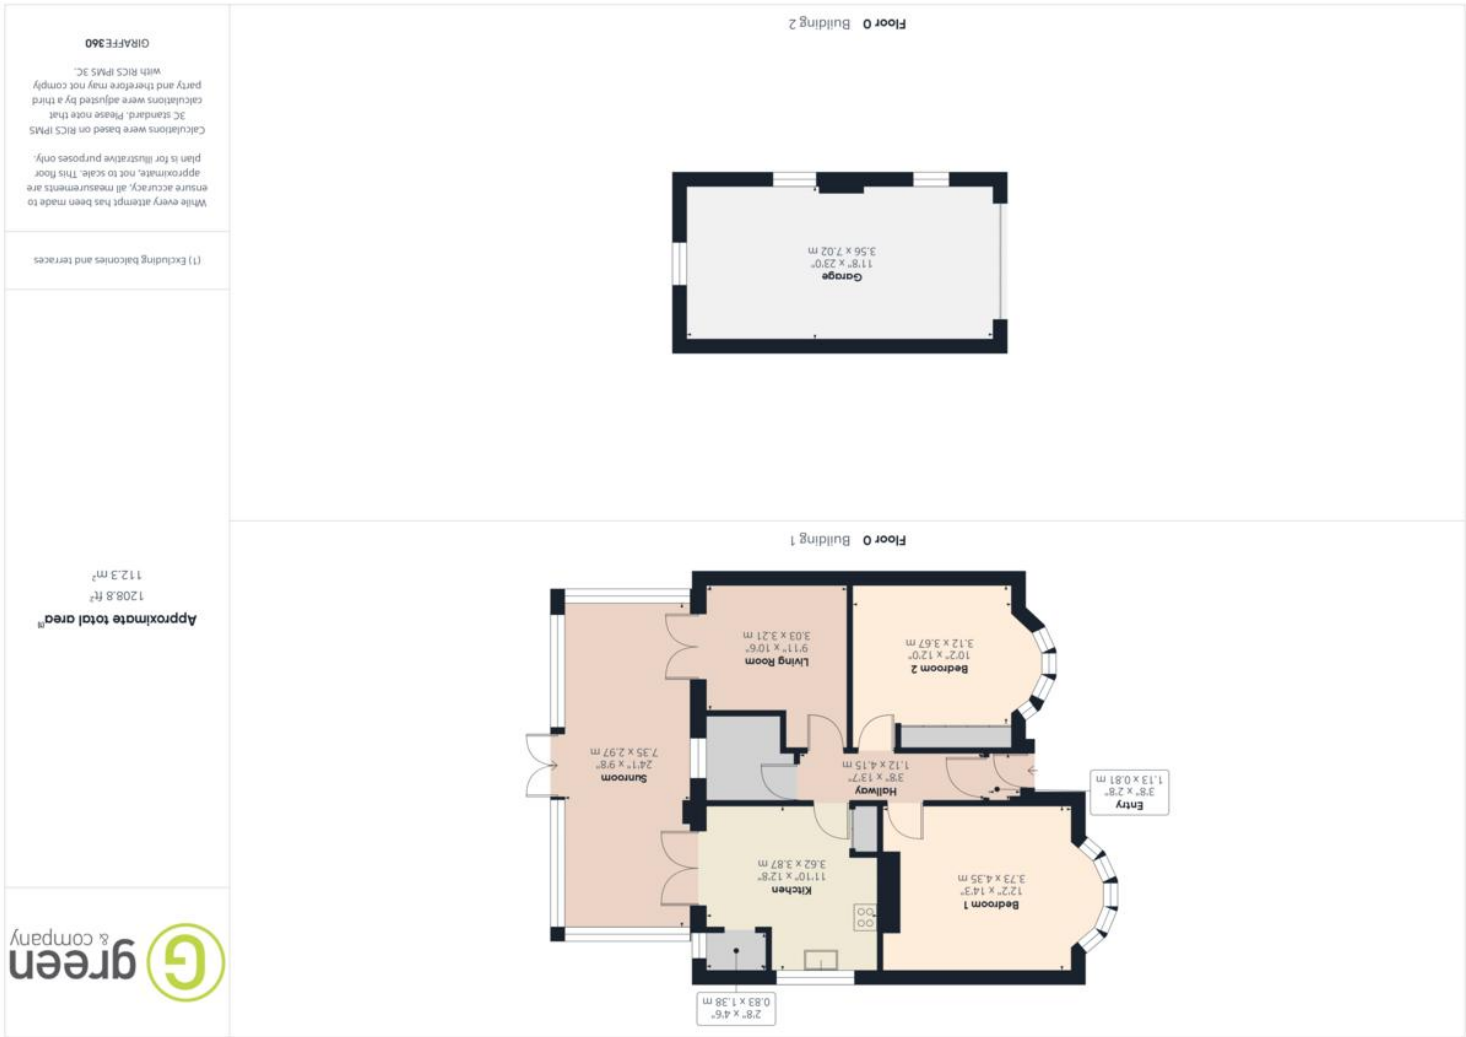 green
& company
G
Approximate total area(1)
1208.8 ft²
112.3 m²
(1) Excluding balconies and terraces
While every attempt has been made to
ensure accuracy, all measurements are
approximate, not to scale. This floor
plan is for illustrative purposes only.
Calculations were based on RICS IPMS
3C standard. Please note that
calculations were adjusted by a third
party and therefore may not comply
with RICS IPMS 3C.
GIRAFFE360
2'8" x 4'6"
0.83 x 1.38 m
Bedroom 1
12'2" x 14'3"
3.73 x 4.35 m
Kitchen
11'10" x 12'8"
3.62 x 3.87 m
Entry
3'8" x 2'8"
1.13 x 0.81 m
Hallway
3'8" x 13'7"
1.12 x 4.15 m
Sunroom
24'1" x 9'8"
7.35 x 2.97 m
Bedroom 2
10'2" x 12'0"
3.12 x 3.67 m
Living Room
9'11" x 10'6"
3.03 x 3.21 m
Floor 0 Building 1
Garage
11'8" x 23'0"
3.56 x 7.02 m
Floor 0 Building 2